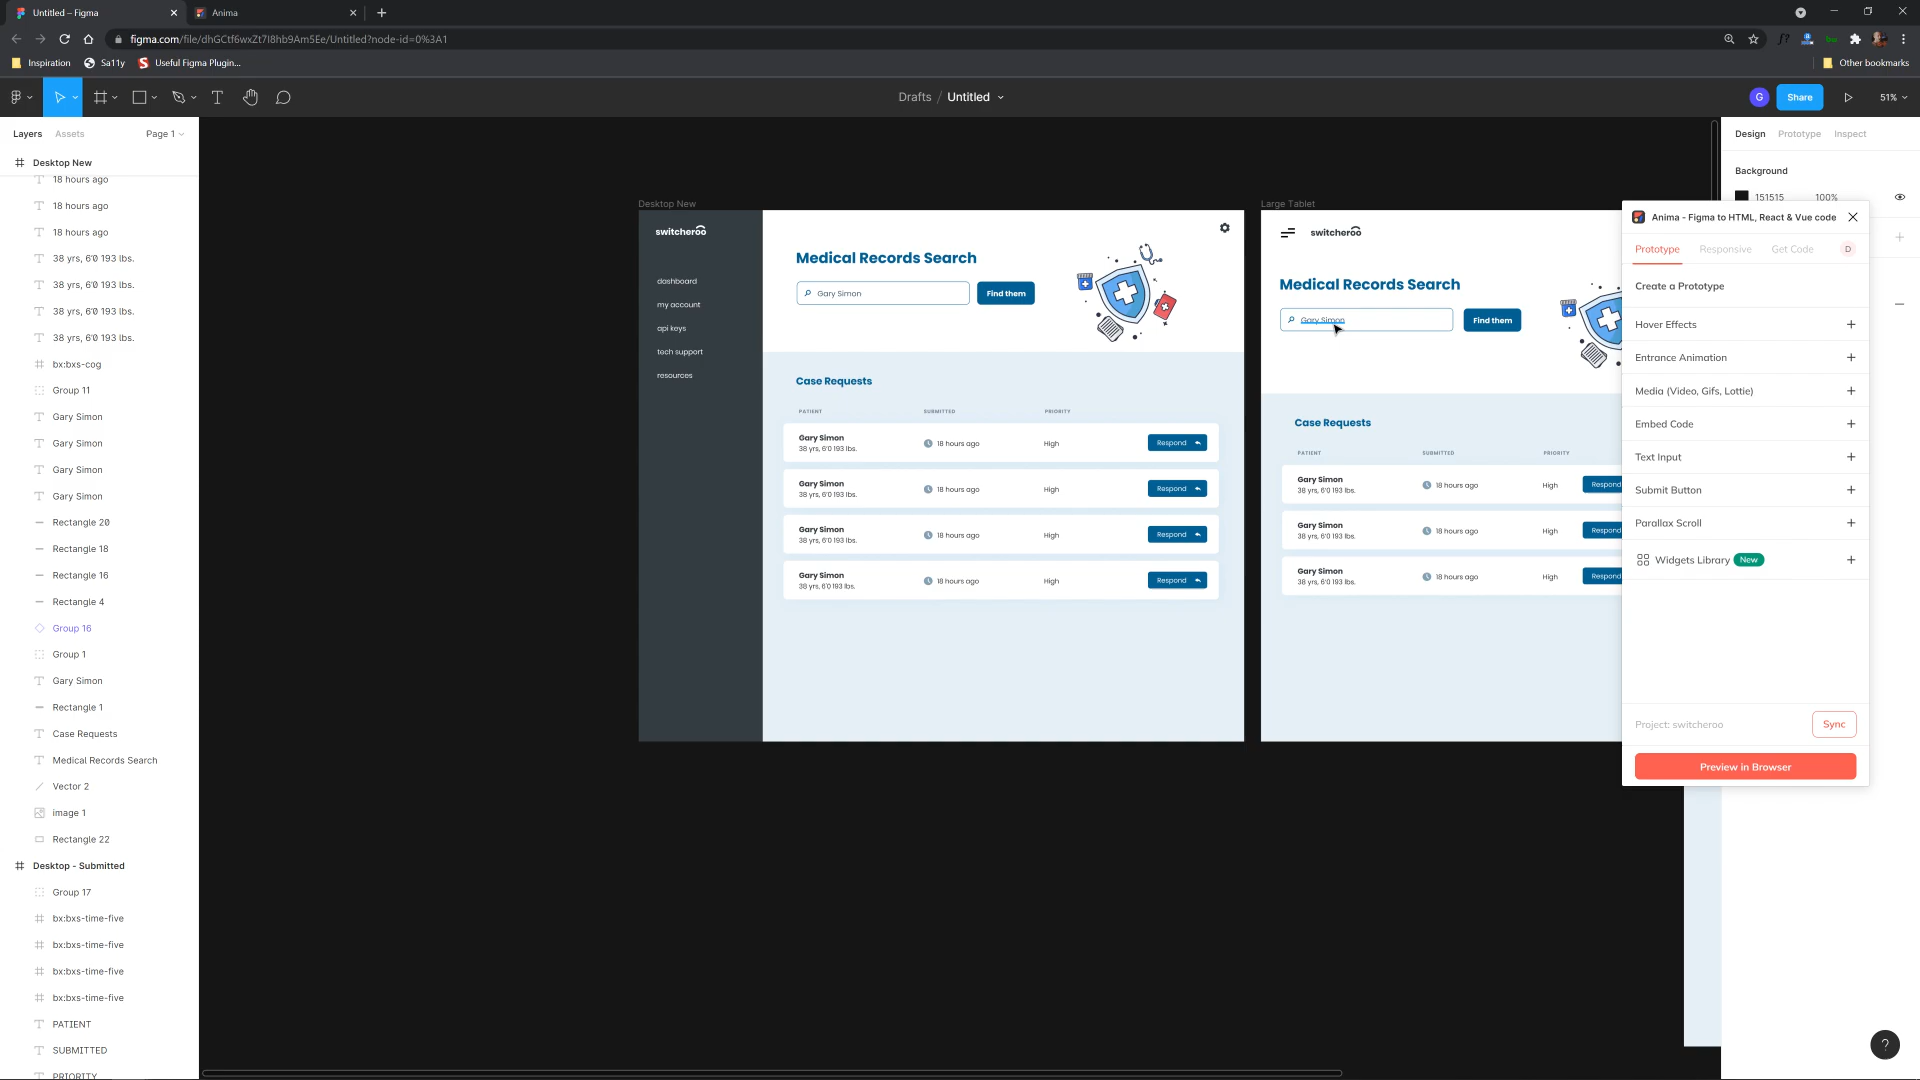 Untitled – Figma
Anima
figma.com/file/dhGCtf6wxZt7I8hb9Am5Ee/Untitled?node-id=0%3A1
Inspiration
Sa11y
Useful Figma Plugin...
Other bookmarks
Drafts / Untitled
G
Share
51%
Layers
Assets
Page 1
Desktop New
18 hours ago
18 hours ago
18 hours ago
38 yrs, 6'0 193 lbs.
38 yrs, 6'0 193 lbs.
38 yrs, 6'0 193 lbs.
38 yrs, 6'0 193 lbs.
bx:bxs-cog
Group 11
Gary Simon
Gary Simon
Gary Simon
Gary Simon
Rectangle 20
Rectangle 18
Rectangle 16
Rectangle 4
Group 16
Group 1
Gary Simon
Rectangle 1
Case Requests
Medical Records Search
Vector 2
image 1
Rectangle 22
Desktop - Submitted
Group 17
bx:bxs-time-five
bx:bxs-time-five
bx:bxs-time-five
bx:bxs-time-five
PATIENT
SUBMITTED
PRIORITY
Desktop New
switcheroo
dashboard
my account
api keys
tech support
resources
Medical Records Search
Gary Simon
Find them
Case Requests
PATIENT SUBMITTED PRIORITY
Gary Simon
38 yrs, 6'0 193 lbs.
18 hours ago
High
Respond
Gary Simon
38 yrs, 6'0 193 lbs.
18 hours ago
High
Respond
Gary Simon
38 yrs, 6'0 193 lbs.
18 hours ago
High
Respond
Gary Simon
38 yrs, 6'0 193 lbs.
18 hours ago
High
Respond
Large Tablet
switcheroo
Medical Records Search
Gary Simon
Find them
Case Requests
PATIENT SUBMITTED PRIORITY
Gary Simon
38 yrs, 6'0 193 lbs.
18 hours ago
High
Respond
Gary Simon
38 yrs, 6'0 193 lbs.
18 hours ago
High
Respond
Gary Simon
38 yrs, 6'0 193 lbs.
18 hours ago
High
Respond
Design
Prototype
Inspect
Background
151515
100%
Anima - Figma to HTML, React & Vue code
Prototype
Responsive
Get Code
D
Create a Prototype
Hover Effects
Entrance Animation
Media (Video, Gifs, Lottie)
Embed Code
Text Input
Submit Button
Parallax Scroll
Widgets Library New
Project: switcheroo
Sync
Preview in Browser
?